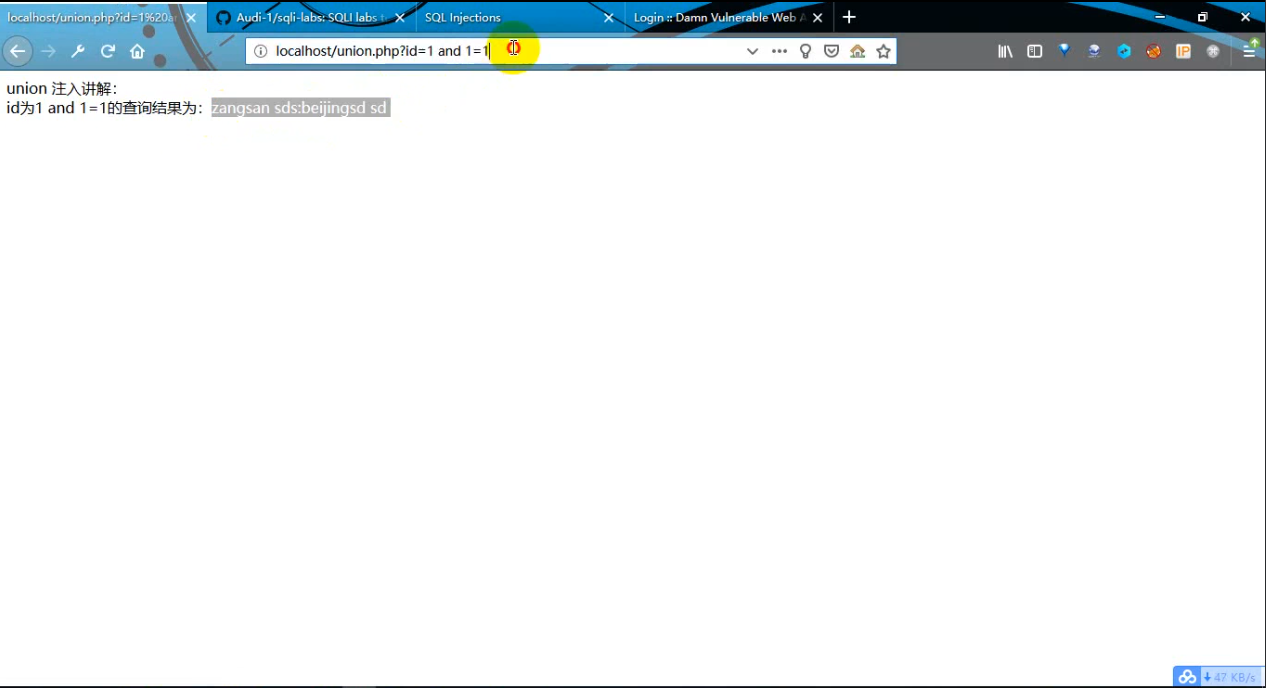 localhost/union.php?id=1%20a
Audi-1/sqli-labs: SQLI labs t
SQL Injections
Login :: Damn Vulnerable Web A
localhost/union.php?id=1 and 1=1
IP
union 注入讲解：
id为1 and 1=1的查询结果为：zangsan sds:beijingsd sd
47 KB/s